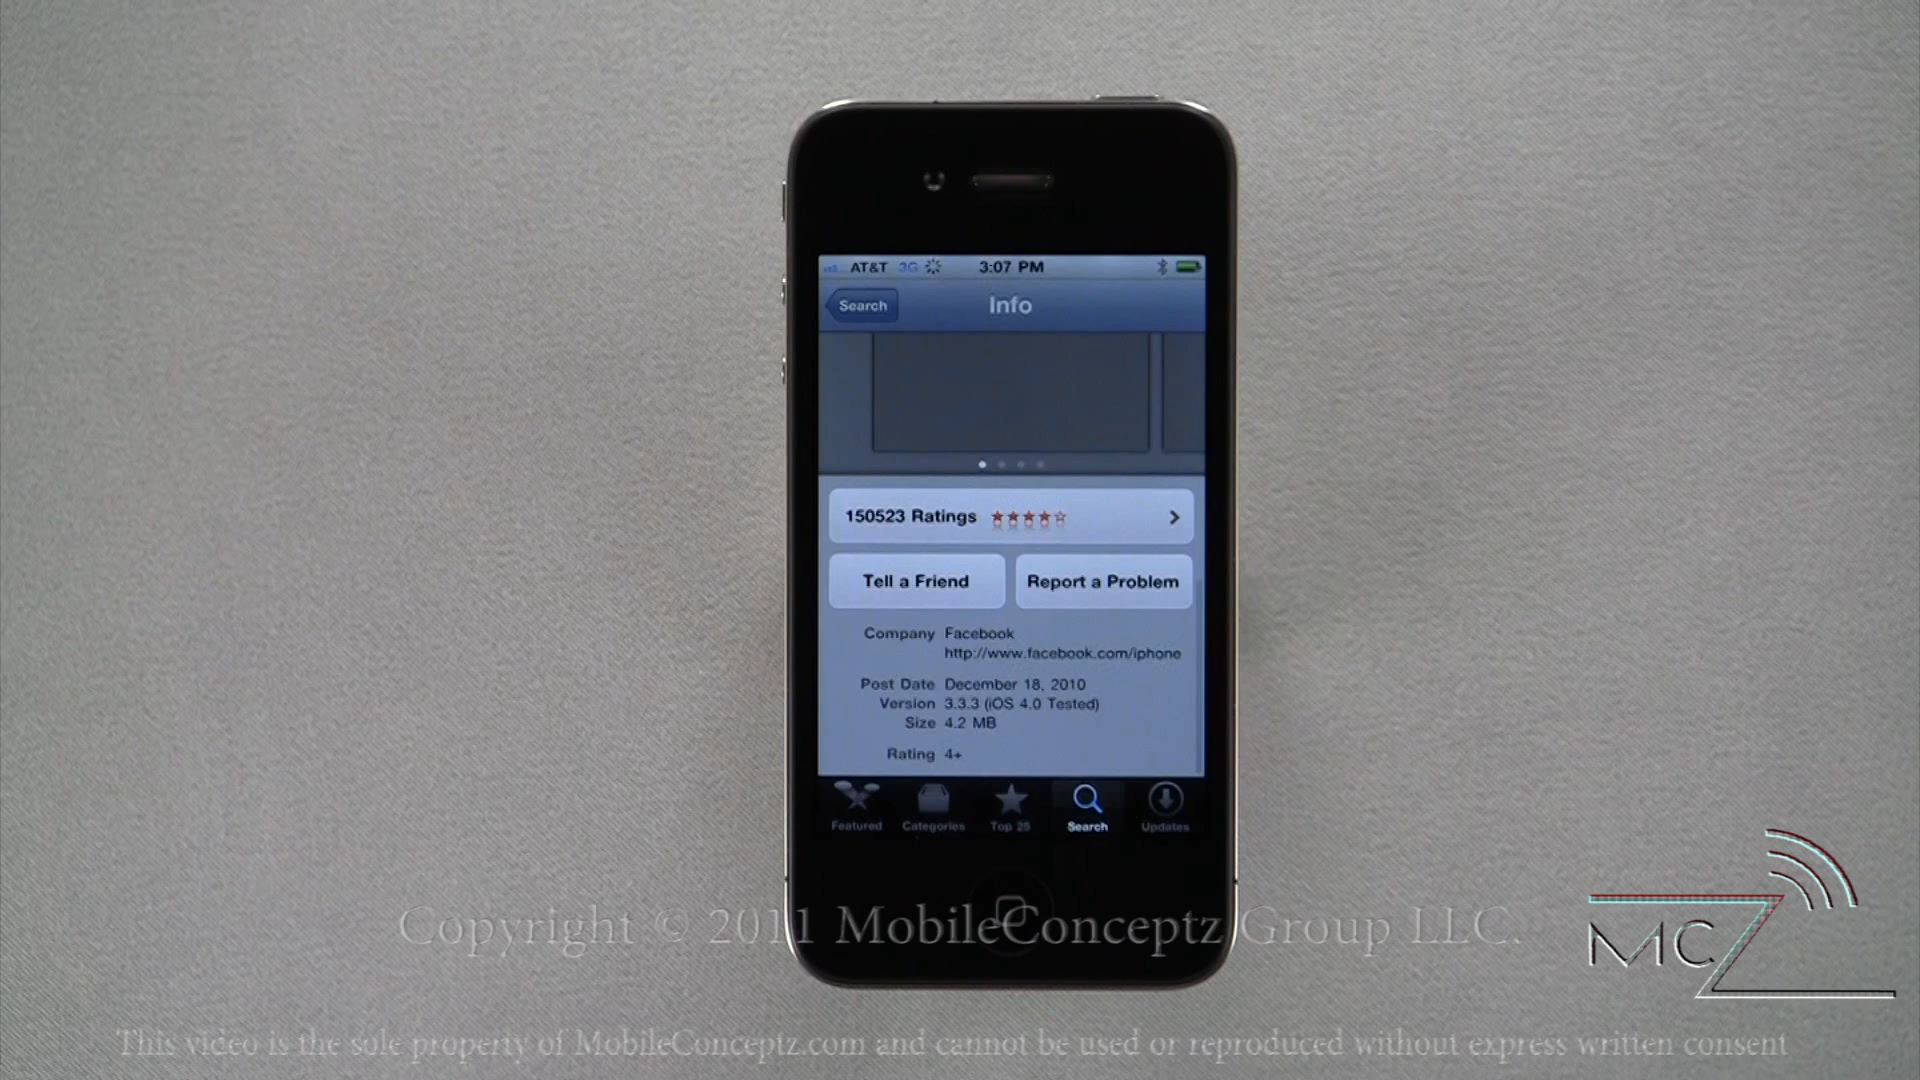 AT&T 3G 3:07 PM
Search Info
150523 Ratings
Tell a Friend Report a Problem
Company Facebook
http://www.facebook.com/iphone
Post Date December 18, 2010
Version 3.3.3 (iOS 4.0 Tested)
Size 4.2 MB
Rating 4+
Featured Categories Top 25 Search Updates
MCZ
Copyright © 2011 MobileConceptz Group LLC.
This video is the sole property of MobileConceptz.com and cannot be used or reproduced without express written consent